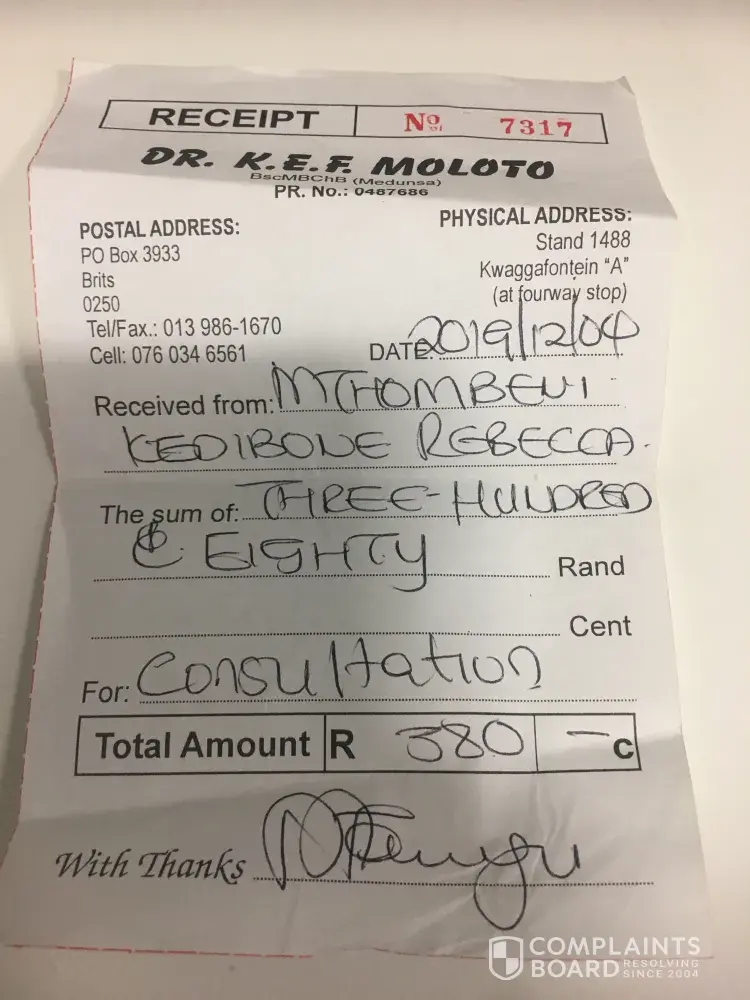 RECEIPT No. 7317
DR. K.E.F. MOLOTO
BscMBChB (Medunsa)
PR. No.: 0487686
POSTAL ADDRESS:
PO Box 3933
Brits
0250
Tel/Fax.: 013 986-1670
Cell: 076 034 6561
PHYSICAL ADDRESS:
Stand 1488
Kwaggafontein "A"
(at fourway stop)
DATE: 2019/12/04
Received from: MTHOMBENI
KEDIBONE REBECCA.
The sum of: THREE-HUNDRED
& EIGHTY Rand
Cent
For: Consultation
Total Amount R 380 — c
With Thanks
COMPLAINTS
BOARD RESOLVING
SINCE 2004